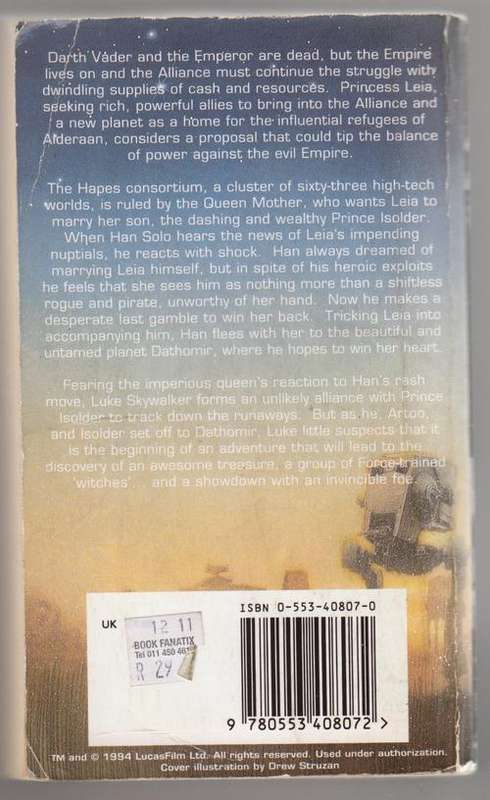 Darth Vader and the Emperor are dead, but the Empire
lives on and the Alliance must continue the struggle with
dwindling supplies of cash and resources. Princess Leia,
seeking rich, powerful allies to bring into the Alliance and
a new planet as a home for the influential refugees of
Alderaan, considers a proposal that could tip the balance
of power against the evil Empire.
The Hapes consortium, a cluster of sixty-three high-tech
worlds, is ruled by the Queen Mother, who wants Leia to
marry her son, the dashing and wealthy Prince Isolder.
When Han Solo hears the news of Leia's impending
nuptials, he reacts with shock. Han always dreamed of
marrying Leia himself, but in spite of his heroic exploits
he feels that she sees him as nothing more than a shiftless
rogue and pirate, unworthy of her hand. Now he makes a
desperate last gamble to win her back. Tricking Leia into
accompanying him, Han flees with her to the beautiful and
untamed planet Dathomir, where he hopes to win her heart.
Fearing the imperious queen's reaction to Han's rash
move, Luke Skywalker forms an unlikely alliance with Prince
Isolder to track down the runaways. But as he, Artoo,
and Isolder set off to Dathomir, Luke little suspects that it
is the beginning of an adventure that will lead to the
discovery of an awesome treasure, a group of Force-trained
'witches'... and a showdown with an invincible foe.
UK
12 11
BOOK FANATIX
Tel 011 450 461
R 29
ISBN 0-553-40807-0
9 780553 408072 >
TM and © 1994 LucasFilm Ltd. All rights reserved. Used under authorization.
Cover illustration by Drew Struzan